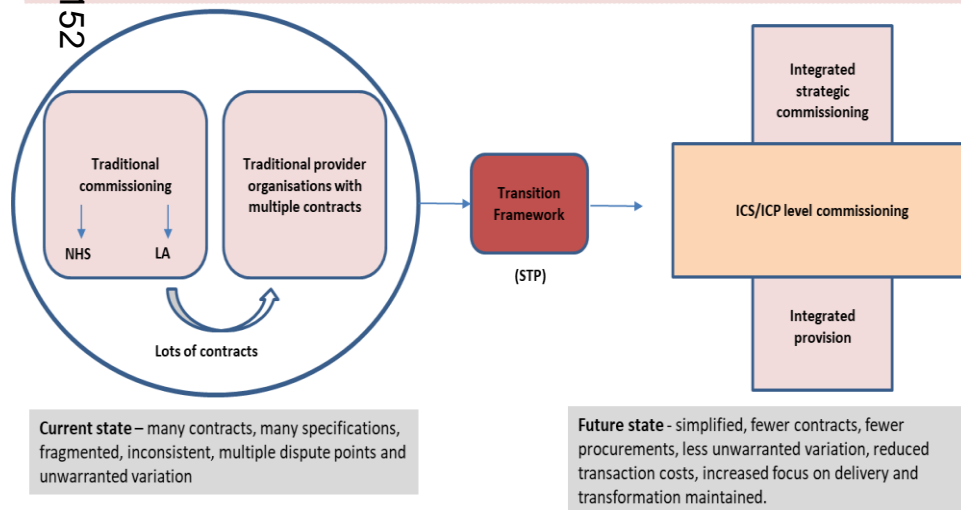 152
Traditional
commissioning
NHS
LA
Traditional provider
organisations with
multiple contracts
Lots of contracts
Transition
Framework
(STP)
Integrated
strategic
commissioning
ICS/ICP level commissioning
Integrated
provision
Current state – many contracts, many specifications,
fragmented, inconsistent, multiple dispute points and
unwarranted variation
Future state - simplified, fewer contracts, fewer
procurements, less unwarranted variation, reduced
transaction costs, increased focus on delivery and
transformation maintained.